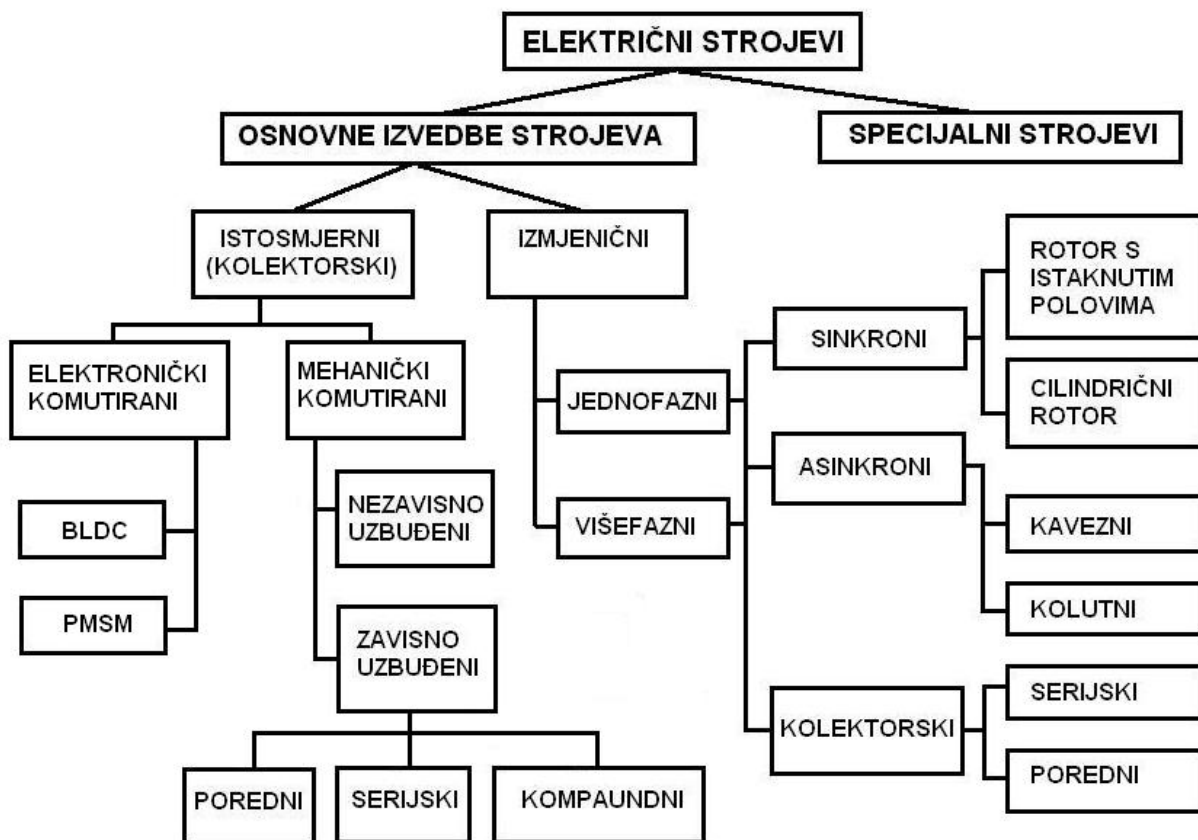 ELEKTRIČNI STROJEVI
OSNOVNE IZVEDBE STROJEVA
SPECIJALNI STROJEVI
ISTOSMJERNI
(KOLEKTORSKI)
IZMJENIČNI
ELEKTRONIČKI
KOMUTIRANI
MEHANIČKI
KOMUTIRANI
BLDC
PMSM
NEZAVISNO
UZBUĐENI
ZAVISNO
UZBUĐENI
POREDNI
SERIJSKI
KOMPAUNDNI
JEDNOFAZNI
VIŠEFAZNI
SINKRONI
ROTOR S
ISTAKNUTIM
POLOVIMA
CILINDRIČNI
ROTOR
ASINKRONI
KAVEZNI
KOLUTNI
KOLEKTORSKI
SERIJSKI
POREDNI